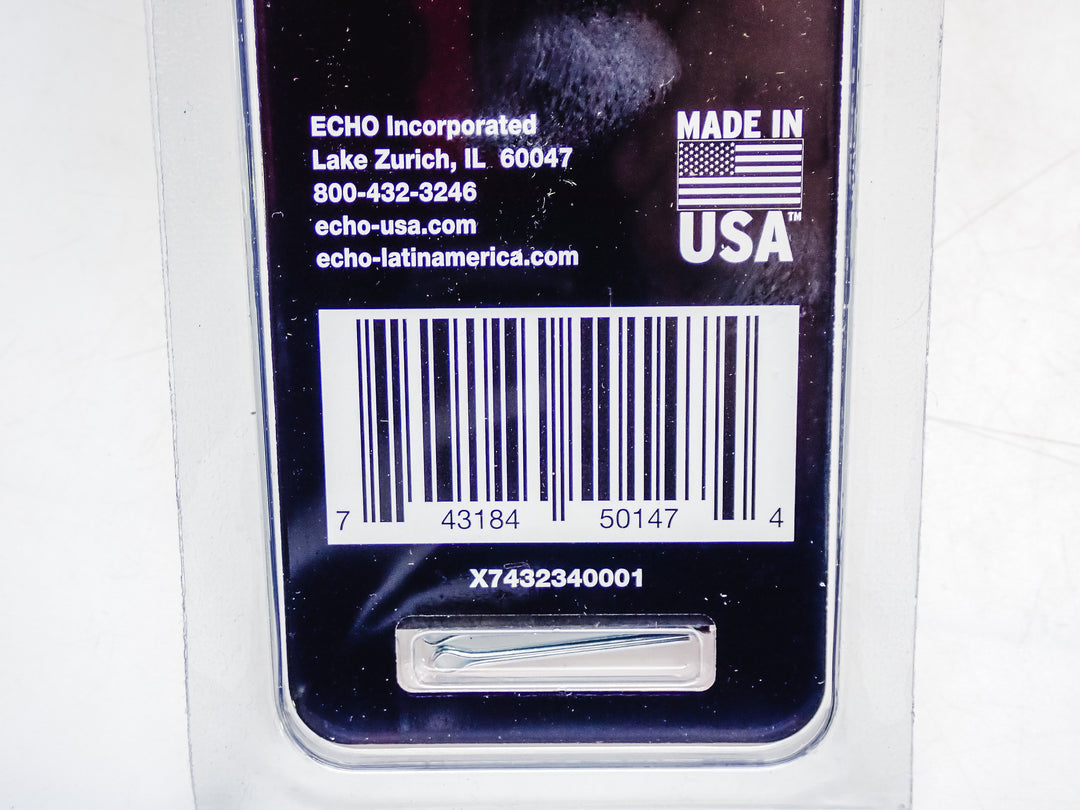 ECHO Incorporated
Lake Zurich, IL 60047
800-432-3246
echo-usa.com
echo-latinamerica.com
MADE IN
USA™
7 43184 50147 4
X7432340001